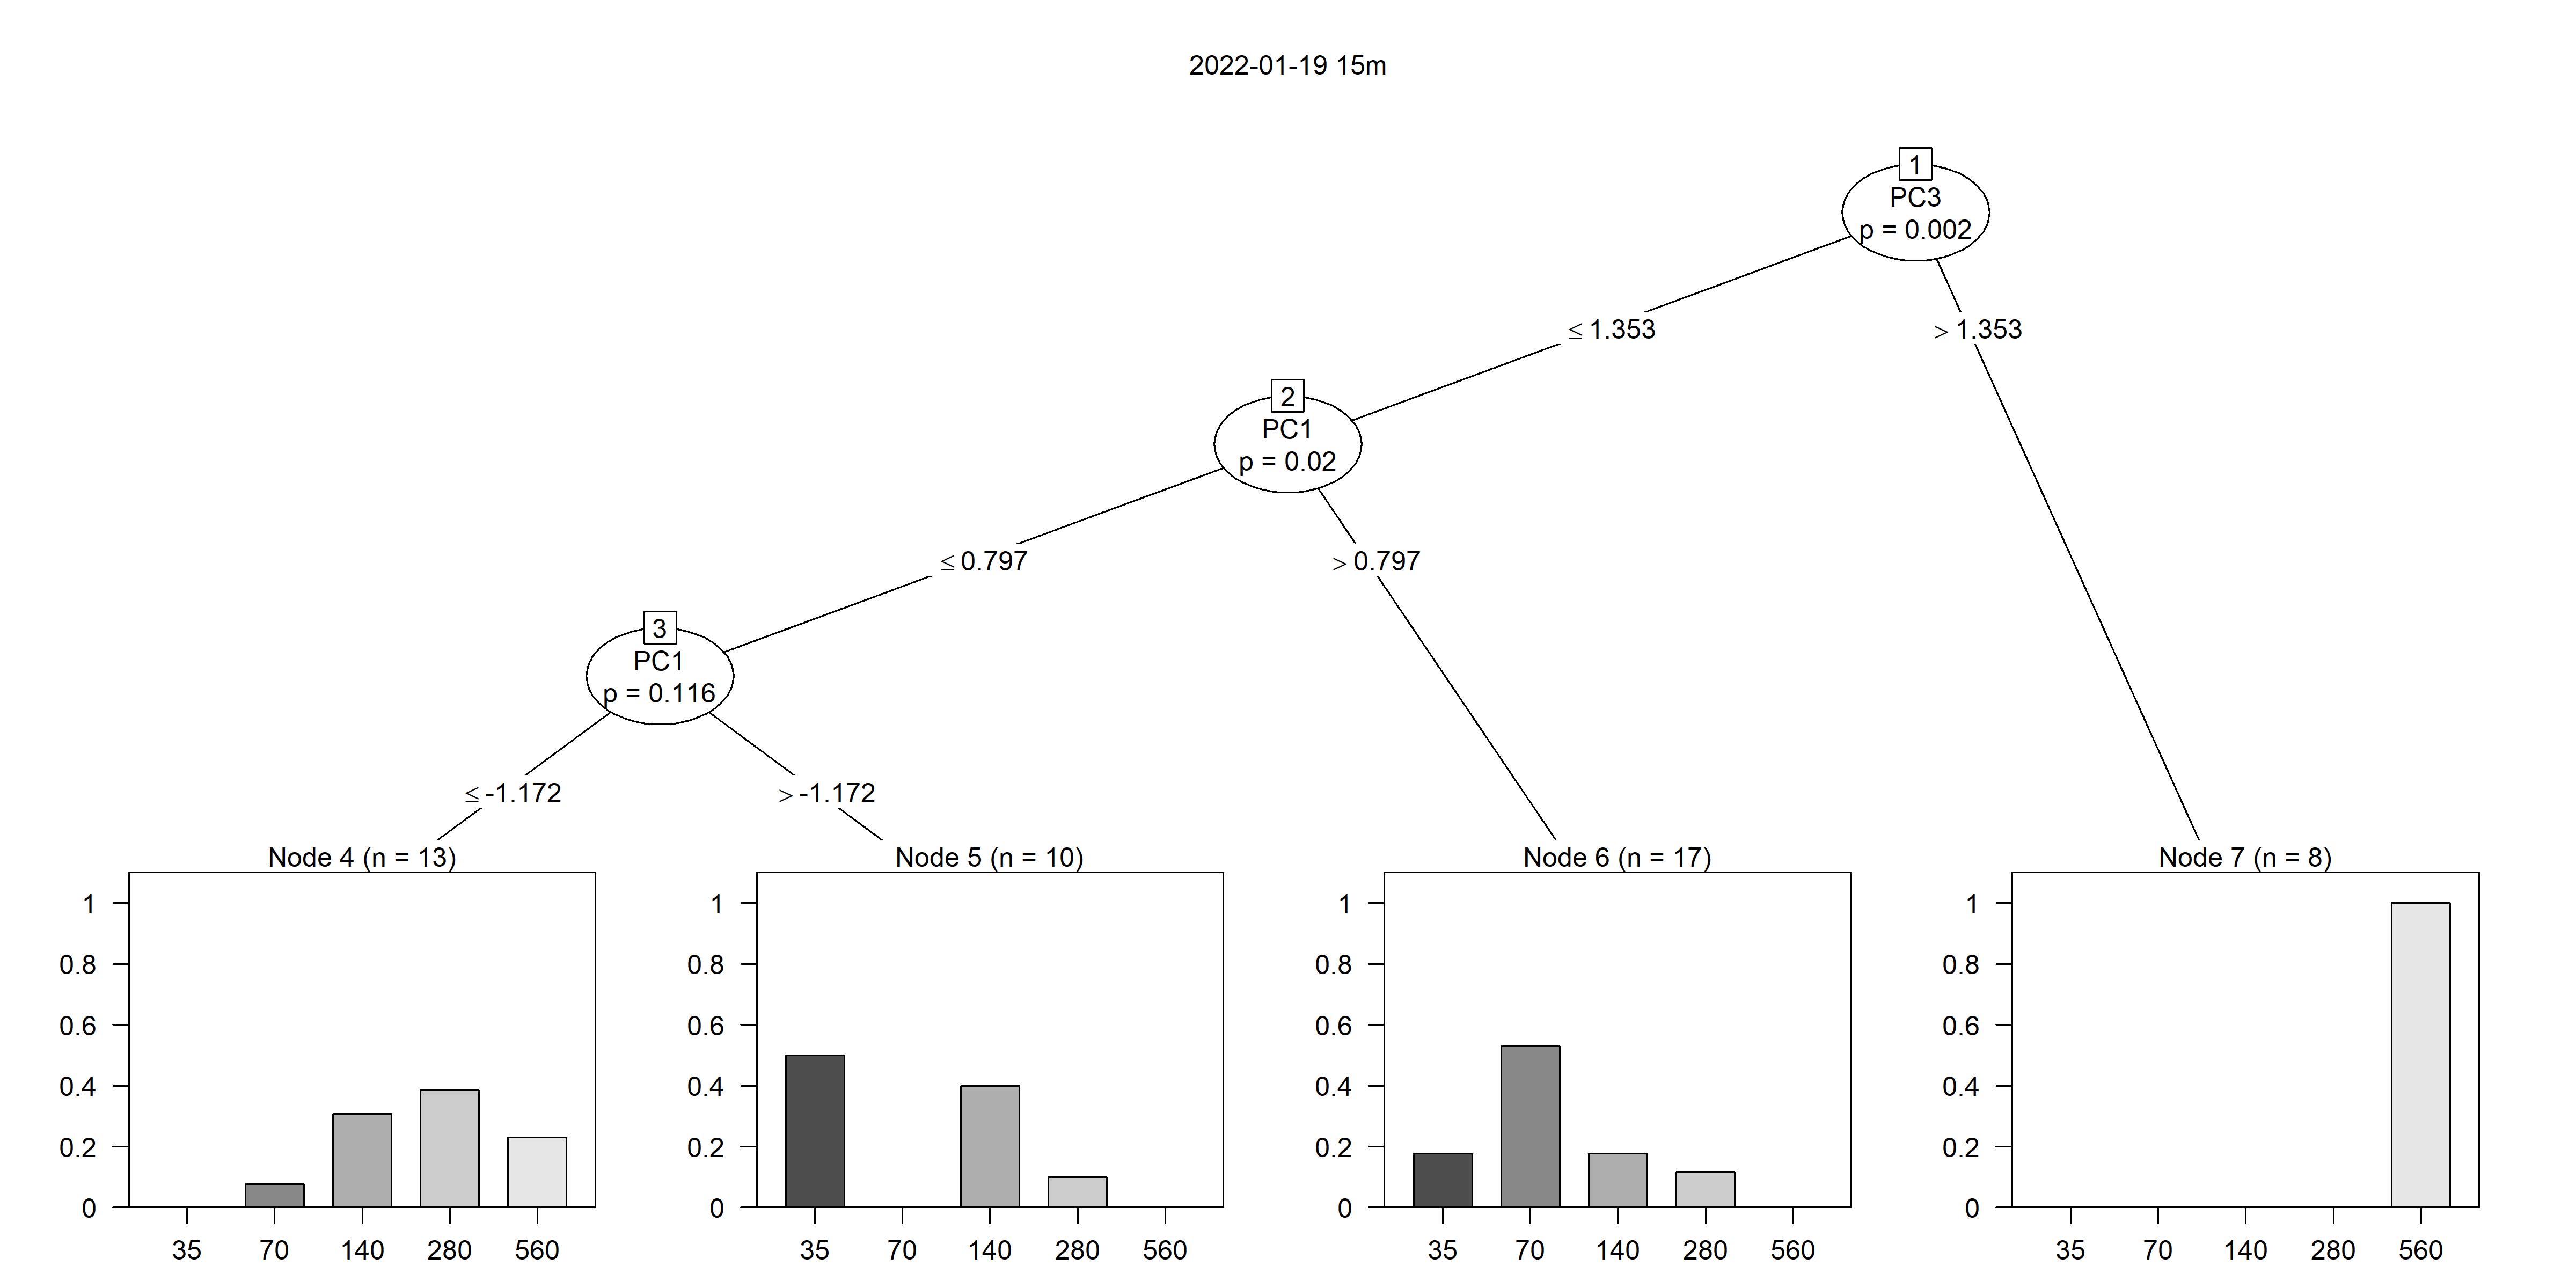 2022-01-19 15m
1
PC3
p = 0.002
≤ 1.353
> 1.353
2
PC1
p = 0.02
≤ 0.797
> 0.797
3
PC1
p = 0.116
≤ -1.172
> -1.172
Node 4 (n = 13)
1
0.8
0.6
0.4
0.2
0
35 70 140 280 560
Node 5 (n = 10)
1
0.8
0.6
0.4
0.2
0
35 70 140 280 560
Node 6 (n = 17)
1
0.8
0.6
0.4
0.2
0
35 70 140 280 560
Node 7 (n = 8)
1
0.8
0.6
0.4
0.2
0
35 70 140 280 560